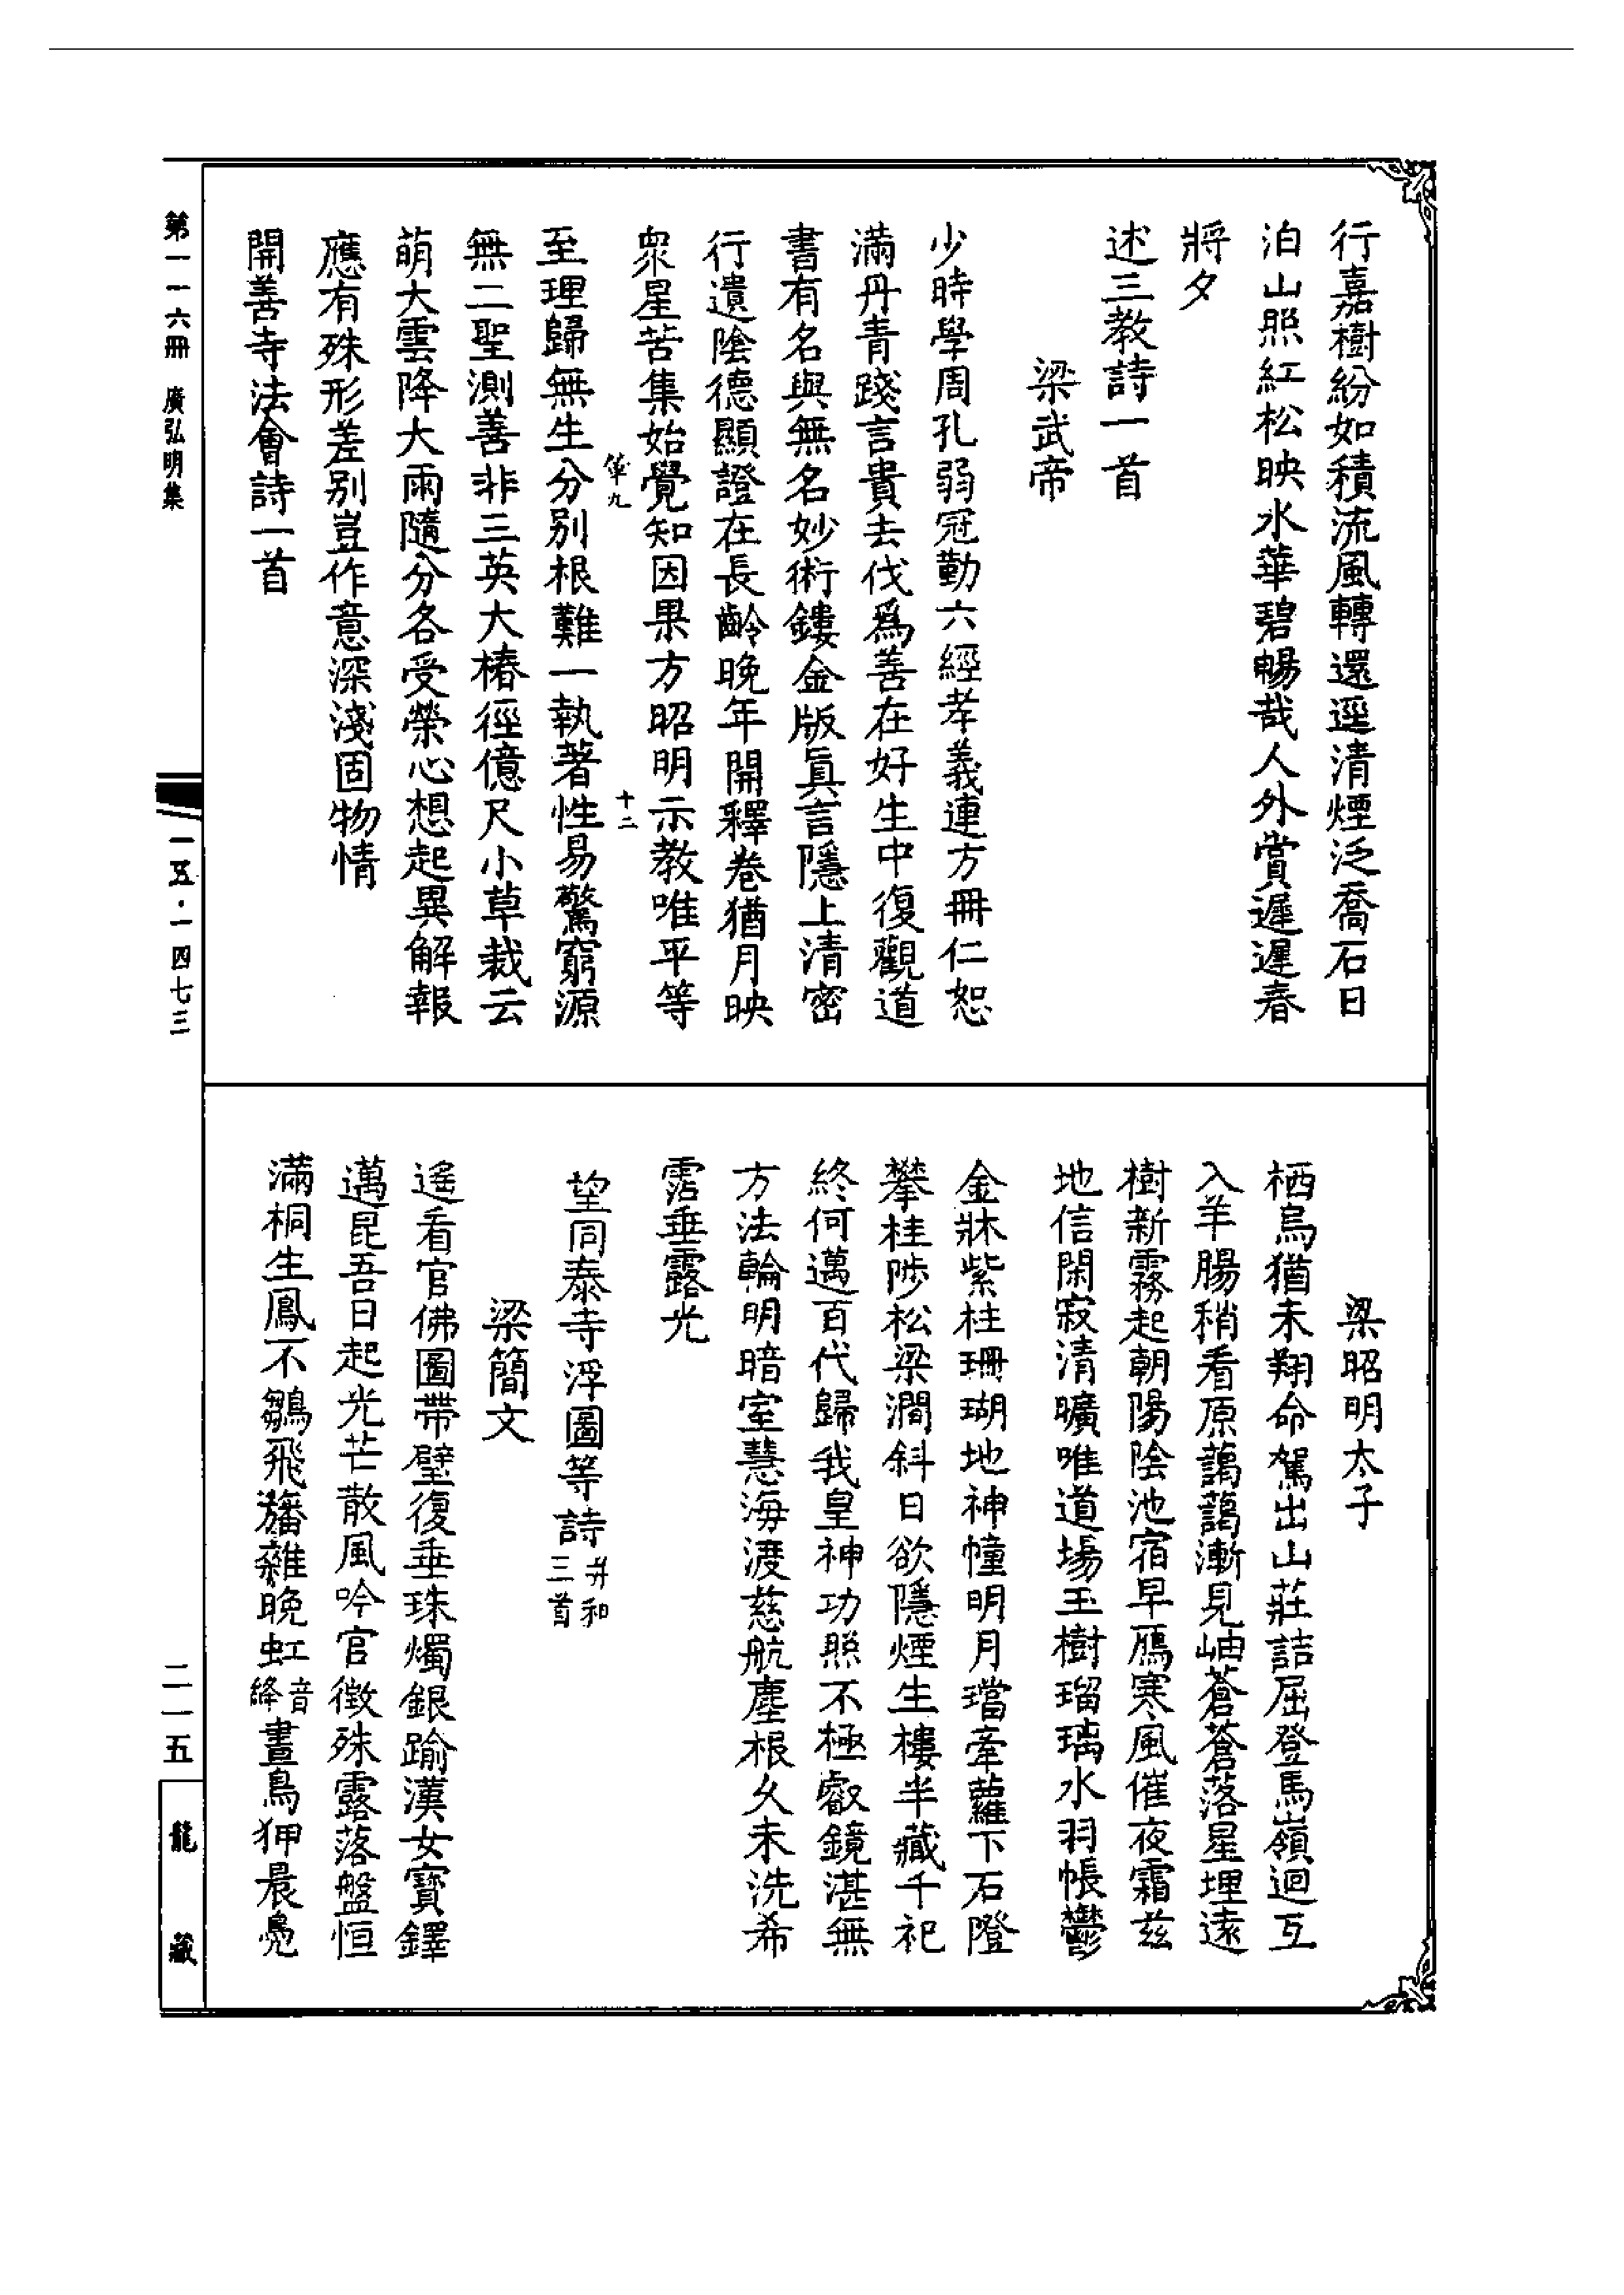 行嘉樹紛如積流風轉還逕清煙泛喬石日
泊山照紅松映水華碧暢哉人外賞遲遲春
將夕
述三教詩一首
梁武帝
少時學周孔弱冠勤六經孝義連方冊仁恕
滿丹青踐言貴去伐爲善在好生中復觀道
書有名與無名妙術鏤金版眞言隱上清密
行遺陰德顯證在長齡晚年開釋卷猶月映
衆星苦集始覺知因果方昭明示教唯平等
筆九
十二
至理歸無生分别根難一執著性易驚窮源
無二聖測善非三英大椿徑億尺小草裁云
萌大雲降大雨隨分各受榮心想起異解報
應有殊形差别豈作意深淺固物情
開善寺法會詩一首
第一一六冊 廣弘明集
一五·一四七三
梁昭明太子
栖烏猶未翔命駕出山莊詰屈登馬嶺迴互
入羊腸稍看原藹藹漸見岫蒼蒼落星埋遠
樹新霧起朝陽陰池宿早鴈寒風催夜霜兹
地信閑寂清曠唯道場玉樹瑠璃水羽帳鬱
金牀紫柱珊瑚地神幢明月璫牽蘿下石磴
攀桂陟松梁澗斜日欲隱煙生樓半藏千祀
終何邁百代歸我皇神功照不極叡鏡湛無
方法輪明暗室慧海渡慈航塵根久未洗希
霑垂露光
望同泰寺浮圖等詩并和三首
梁簡文
遙看官佛圖帶璧復垂珠燭銀踰漢女寳鐸
邁昆吾日起光芒散風吟官徵殊露落盤恒
滿桐生鳳不鶵飛旛雜晚虹音絳晝鳥狎晨鳧
二一五
龍藏